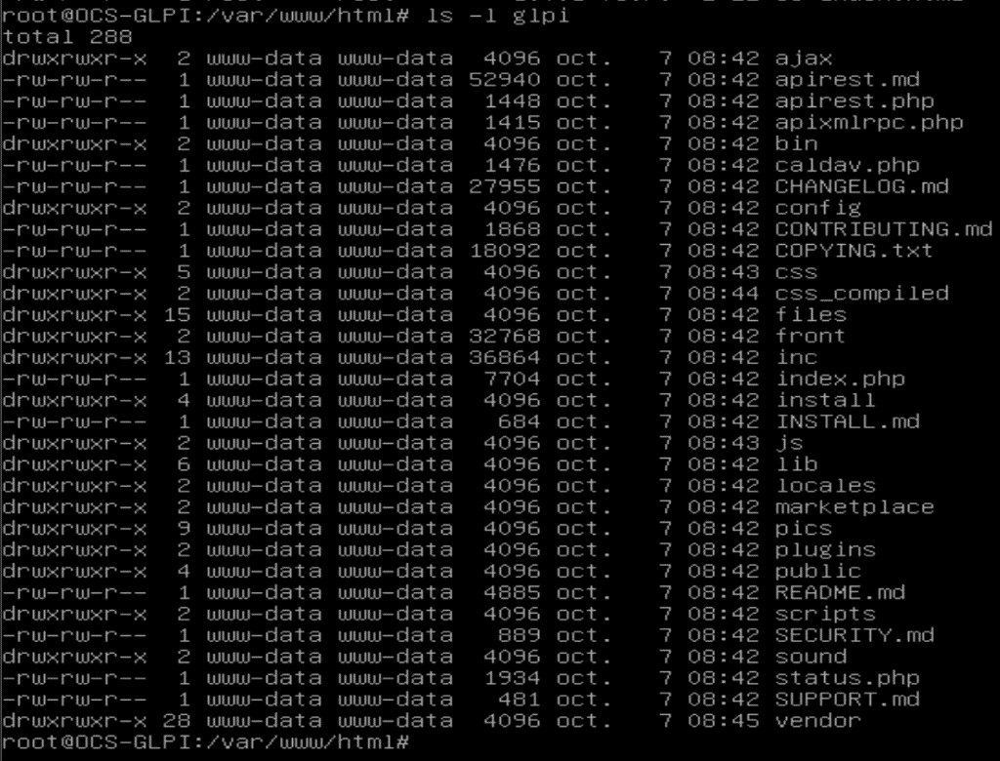 root@OCS-GLPI:/var/www/html# ls -l glpi
total 288
drwxrwxr-x  2 www-data www-data  4096 oct.   7 08:42 ajax
-rw-rw-r--  1 www-data www-data 52940 oct.   7 08:42 apirest.md
-rw-rw-r--  1 www-data www-data  1448 oct.   7 08:42 apirest.php
-rw-rw-r--  1 www-data www-data  1415 oct.   7 08:42 apixmlrpc.php
drwxrwxr-x  2 www-data www-data  4096 oct.   7 08:42 bin
-rw-rw-r--  1 www-data www-data  1476 oct.   7 08:42 caldav.php
-rw-rw-r--  1 www-data www-data 27955 oct.   7 08:42 CHANGELOG.md
drwxrwxr-x  2 www-data www-data  4096 oct.   7 08:42 config
-rw-rw-r--  1 www-data www-data  1868 oct.   7 08:42 CONTRIBUTING.md
-rw-rw-r--  1 www-data www-data 18092 oct.   7 08:42 COPYING.txt
drwxrwxr-x  5 www-data www-data  4096 oct.   7 08:43 css
drwxrwxr-x  2 www-data www-data  4096 oct.   7 08:44 css_compiled
drwxrwxr-x 15 www-data www-data  4096 oct.   7 08:42 files
drwxrwxr-x  2 www-data www-data 32768 oct.   7 08:42 front
drwxrwxr-x 13 www-data www-data 36864 oct.   7 08:42 inc
-rw-rw-r--  1 www-data www-data  7704 oct.   7 08:42 index.php
drwxrwxr-x  4 www-data www-data  4096 oct.   7 08:42 install
-rw-rw-r--  1 www-data www-data   684 oct.   7 08:42 INSTALL.md
drwxrwxr-x  2 www-data www-data  4096 oct.   7 08:43 js
drwxrwxr-x  6 www-data www-data  4096 oct.   7 08:42 lib
drwxrwxr-x  2 www-data www-data  4096 oct.   7 08:42 locales
drwxrwxr-x  2 www-data www-data  4096 oct.   7 08:42 marketplace
drwxrwxr-x  9 www-data www-data  4096 oct.   7 08:42 pics
drwxrwxr-x  2 www-data www-data  4096 oct.   7 08:42 plugins
drwxrwxr-x  4 www-data www-data  4096 oct.   7 08:42 public
-rw-rw-r--  1 www-data www-data  4885 oct.   7 08:42 README.md
drwxrwxr-x  2 www-data www-data  4096 oct.   7 08:42 scripts
-rw-rw-r--  1 www-data www-data   889 oct.   7 08:42 SECURITY.md
drwxrwxr-x  2 www-data www-data  4096 oct.   7 08:42 sound
-rw-rw-r--  1 www-data www-data  1934 oct.   7 08:42 status.php
-rw-rw-r--  1 www-data www-data   481 oct.   7 08:42 SUPPORT.md
drwxrwxr-x 28 www-data www-data  4096 oct.   7 08:45 vendor
root@OCS-GLPI:/var/www/html#